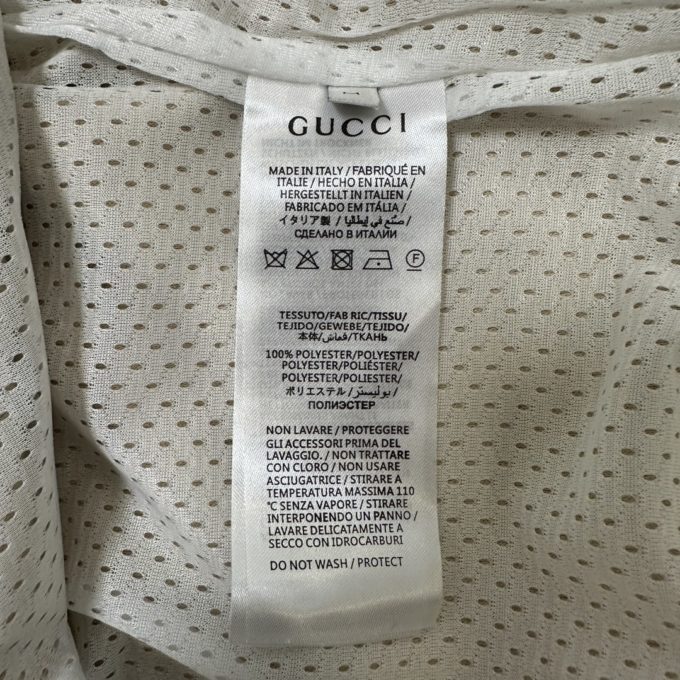 GUCCI
MADE IN ITALY / FABRIQUÉ EN
ITALIE / HECHO EN ITALIA /
HERGESTELLT IN ITALIEN /
FABRICADO EM ITÁLIA /
イタリア製 / صنع في إيطاليا /
СДЕЛАНО В ИТАЛИИ
F
TESSUTO/FAB RIC/TISSU/
TEJIDO/GEWEBE/TEJIDO/
本体/قماش/ТКАНЬ
100% POLYESTER/POLYESTER/
POLYESTER/POLIÉSTER/
POLYESTER/POLIESTER/
ポリエステル /بوليستر/
ПОЛИЭСТЕР
NON LAVARE / PROTEGGERE
GLI ACCESSORI PRIMA DEL
LAVAGGIO. / NON TRATTARE
CON CLORO / NON USARE
ASCIUGATRICE / STIRARE A
TEMPERATURA MASSIMA 110
°C SENZA VAPORE / STIRARE
INTERPONENDO UN PANNO /
LAVARE DELICATAMENTE A
SECCO CON IDROCARBURI
DO NOT WASH / PROTECT